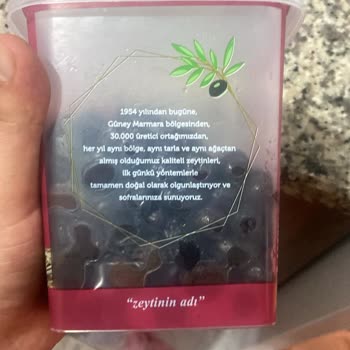 1954 yılından bugüne,
Güney Marmara bölgesinden,
30.000 üretici ortağımızdan,
her yıl aynı bölge, aynı tarla ve aynı ağaçtan
almış olduğumuz kaliteli zeytinleri,
ilk günkü yöntemlerle
tamamen doğal olarak olgunlaştırıyor ve
sofralarınıza sunuyoruz.
"zeytinin adı"